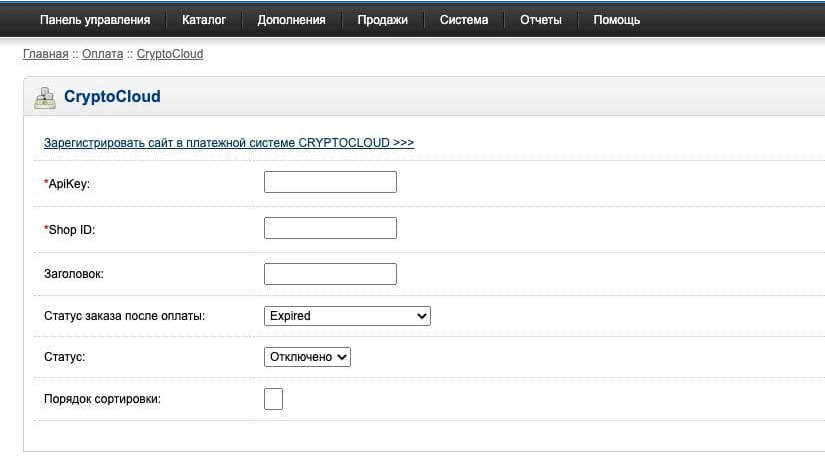 Панель управления Каталог Дополнения Продажи Система Отчеты Помощь
Главная :: Оплата :: CryptoCloud
CryptoCloud
Зарегистрировать сайт в платежной системе CRYPTOCLOUD >>>
*ApiKey:
*Shop ID:
Заголовок:
Статус заказа после оплаты: Expired
Статус: Отключено
Порядок сортировки: